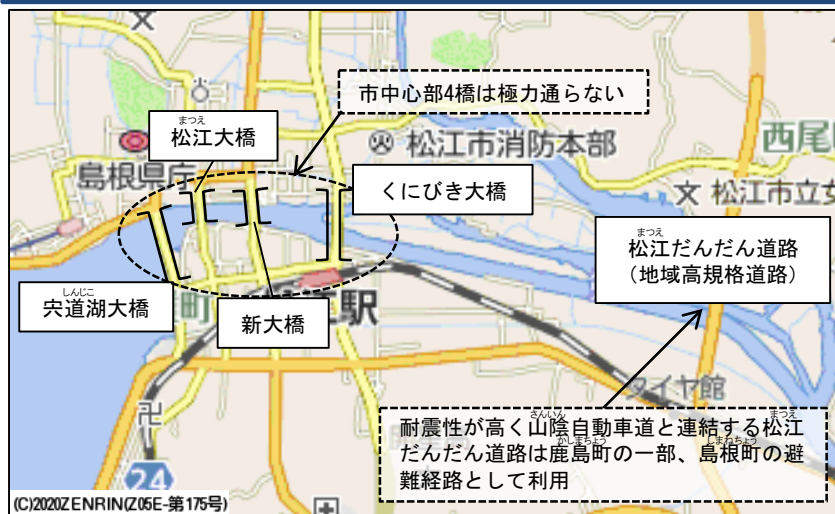 市中心部4橋は極力通らない
まつえ
松江大橋
松江市消防本部
島根県庁
くにびき大橋
松江市立女
まつえ
松江だんだん道路
(地域高規格道路)
しんじこ
宍道湖大橋
町
新大橋
駅
タイヤ館
さんいん
まつえ
耐震性が高く山陰自動車道と連結する松江
かしまちょう
しまねちょう
だんだん道路は鹿島町の一部、島根町の避
難経路として利用
24
(C)2020ZENRIN(Z05E-第175号)